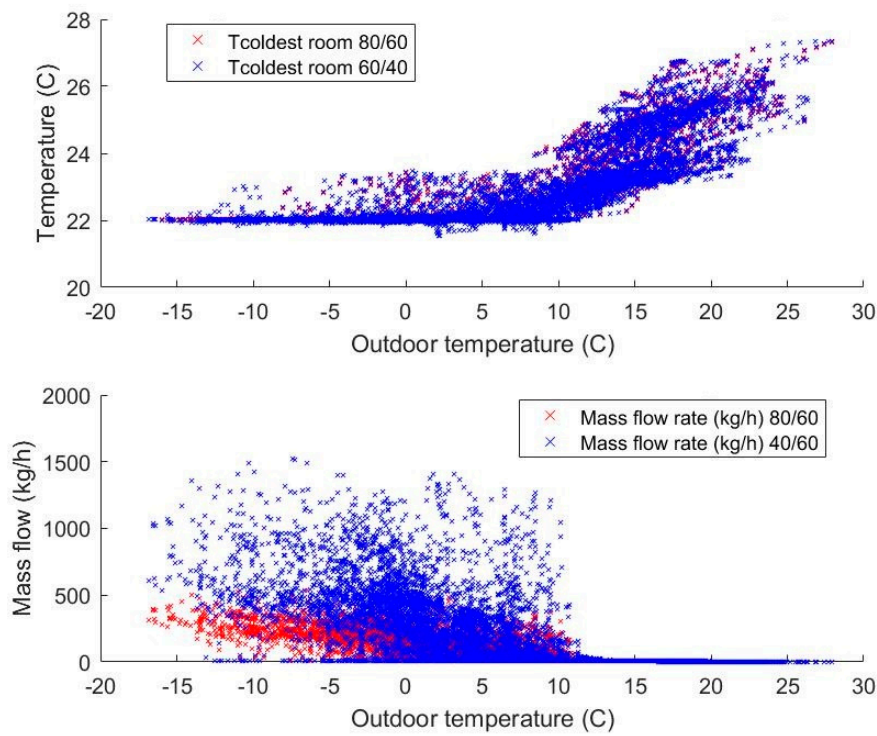 28
26
24
22
20
Temperature (C)
Tcoldest room 80/60
Tcoldest room 60/40
-20 -15 -10 -5 0 5 10 15 20 25 30
Outdoor temperature (C)
2000
1500
1000
500
0
Mass flow (kg/h)
Mass flow rate (kg/h) 80/60
Mass flow rate (kg/h) 40/60
-20 -15 -10 -5 0 5 10 15 20 25 30
Outdoor temperature (C)